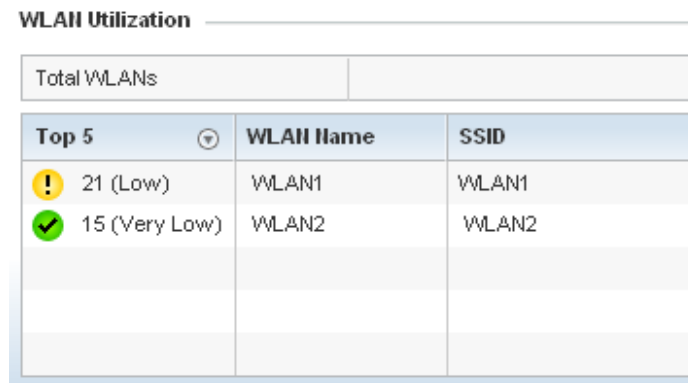 WLAN Utilization
Total WLANs
Top 5 WLAN Name SSID
21 (Low) WLAN1 WLAN1
15 (Very Low) WLAN2 WLAN2